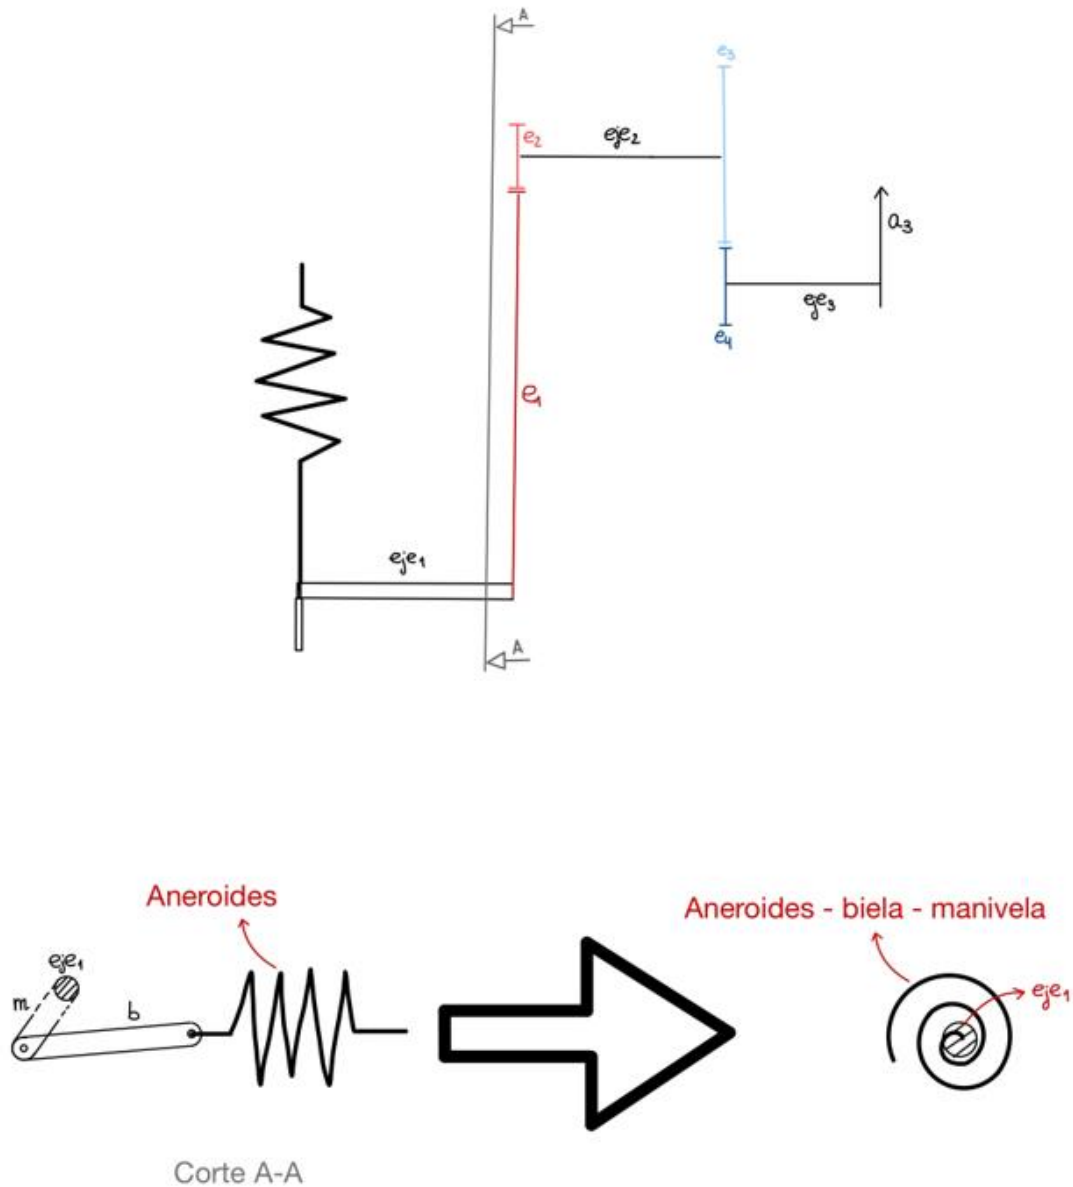 A
e₃
e₂
eje₂
a₃
eje₃
e₄
e₁
eje₁
A
Aneroides
Aneroides - biela - manivela
eje₁
eje₁
m
b
Corte A-A